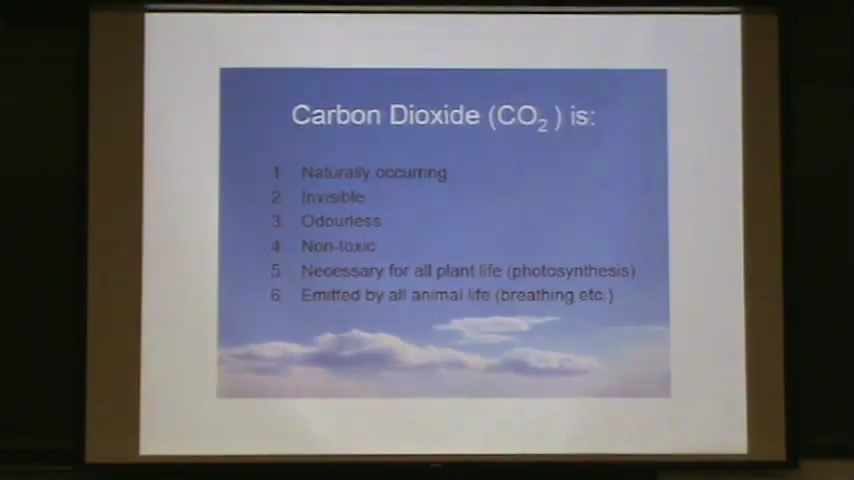 Carbon Dioxide (CO₂ ) is:
1. Naturally occurring
2. Invisible
3. Odourless
4. Non-toxic
5. Necessary for all plant life (photosynthesis)
6. Emitted by all animal life (breathing etc.)